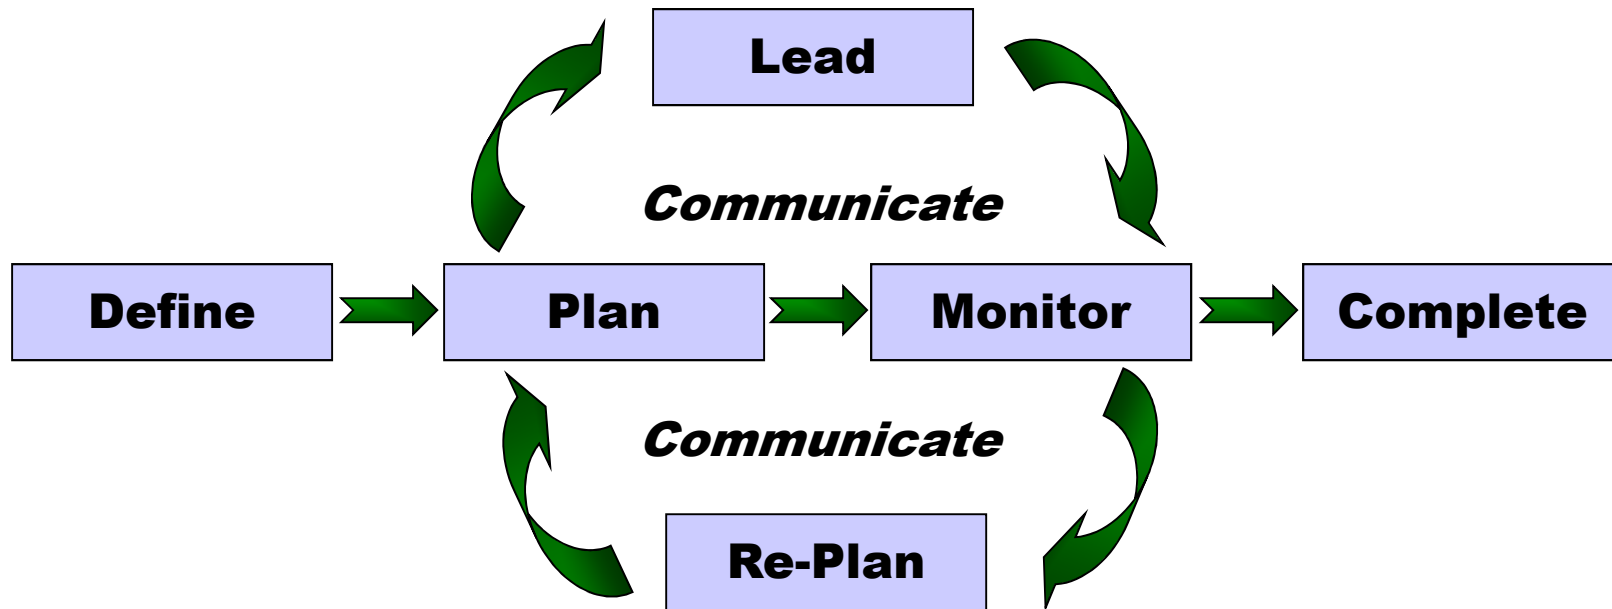 Lead
Communicate
Define
Plan
Monitor
Complete
Communicate
Re-Plan